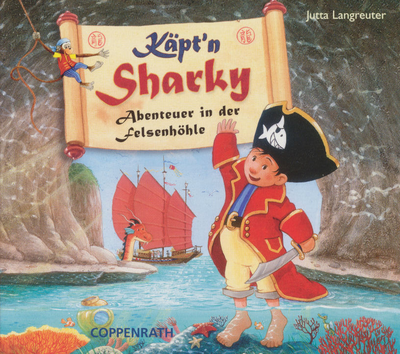 Jutta Langreuter
Käpt'n
Sharky
Abenteuer in der
Felsenhöhle
COPPENRATH